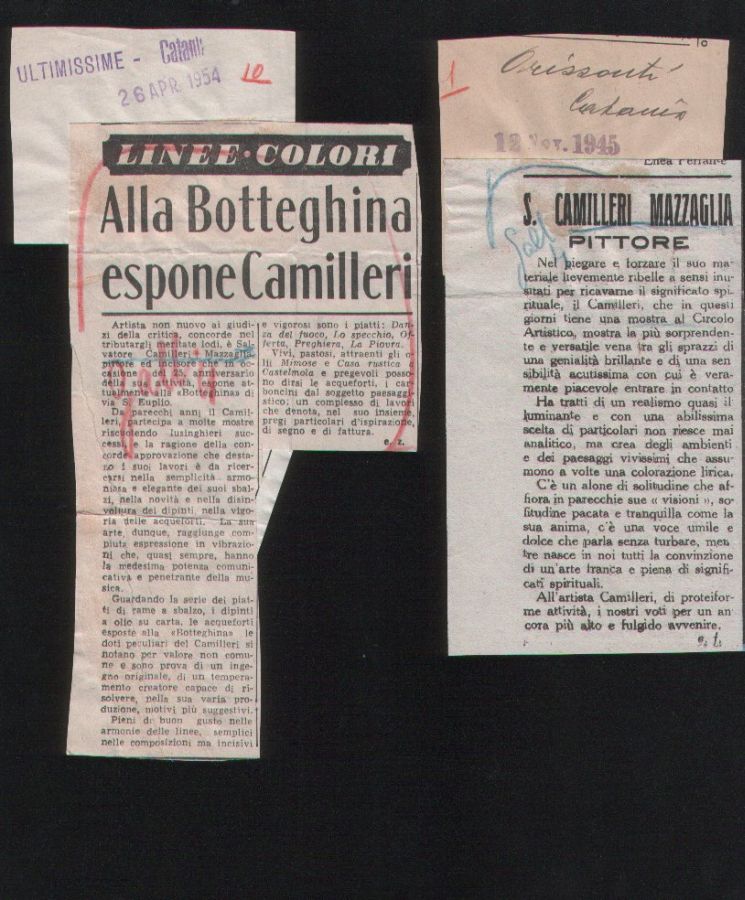 ULTIMISSIME - Catania
26 APR. 1954
10
LINEE·COLORI
Alla Botteghina
espone Camilleri
Artista non nuovo ai giudi-
zi della critica, concorde nel
tributargli meritate lodi, è Sal-
vatore Camilleri Mazzaglia
pittore ed incisore che in oc-
casione del 25. anniversario
della attività, espone at-
tualmente alla «Botteghina» di
via S. Euplio.
Da parecchi anni il Camil-
leri, partecipa a molte mostre
riscuotendo lusinghieri suc-
cessi, e la ragione della con-
corde approvazione che desta-
no i suoi lavori è da ricer-
carsi nella semplicità armo-
niosa e elegante dei suoi sbal-
zi, nella novità e nella disin-
voltura dei dipinti, nella vigo-
ria delle acqueforti. La sua
arte, dunque, raggiunge com-
piuta espressione in vibrazio-
ni che, quasi sempre, hanno
la medesima potenza comuni-
cativa e penetrante della mu-
sica.
Guardando la serie dei piat-
ti di rame a sbalzo, i dipinti
a olio su carta, le acqueforti
esposte alla «Botteghina» le
doti peculiari del Camilleri si
notano per valore non comu-
ne e sono prova di un inge-
gno originale, di un tempera-
mento creatore capace di ri-
solvere, nella sua varia pro-
duzione, motivi più suggestivi.
Pieni di buon gusto nelle
armonie delle linee, semplici
nelle composizioni ma incisivi
e vigorosi sono i piatti: Dan-
za del fuoco, Lo specchio, Of-
ferta, Preghiera, La Piovra.
Vivi, pastosi, attraenti gli o-
lii Mimose e Casa rustica a
Castelmola e pregevoli posso-
no dirsi le acqueforti, i car-
boncini dal soggetto paesaggi-
stico: un complesso di lavori
che denota, nel suo insieme,
pregi particolari d'ispirazione,
di segno e di fattura.
e. z.
1
Orissonti
Catania
12 Nov. 1945
Enea Ferrante
S. CAMILLERI MAZZAGLIA
PITTORE
Nel piegare e forzare il suo ma-
teriale lievemente ribelle a sensi inu-
sitati per ricavarne il significato spi-
rituale, il Camilleri, che in questi
giorni tiene una mostra al Circolo
Artistico, mostra la più sorprenden-
te e versatile vena tra gli sprazzi di
una genialità brillante e di una sen
sibilità acutissima con cui è vera-
mente piacevole entrare in contatto
Ha tratti di un realismo quasi il
luminante e con una abilissima
scelta di particolari non riesce mai
analitico, ma crea degli ambienti
e dei paesaggi vivissimi che assu-
mono a volte una colorazione lirica.
C'è un alone di solitudine che af-
fiora in parecchie sue « visioni », so-
litudine pacata e tranquilla come la
sua anima, c'è una voce umile e
dolce che parla senza turbare, men
tre nasce in noi tutti la convinzione
di un'arte franca e piena di signifi-
cati spirituali.
All'artista Camilleri, di proteifor-
me attività, i nostri voti per un an-
cora più alto e fulgido avvenire.